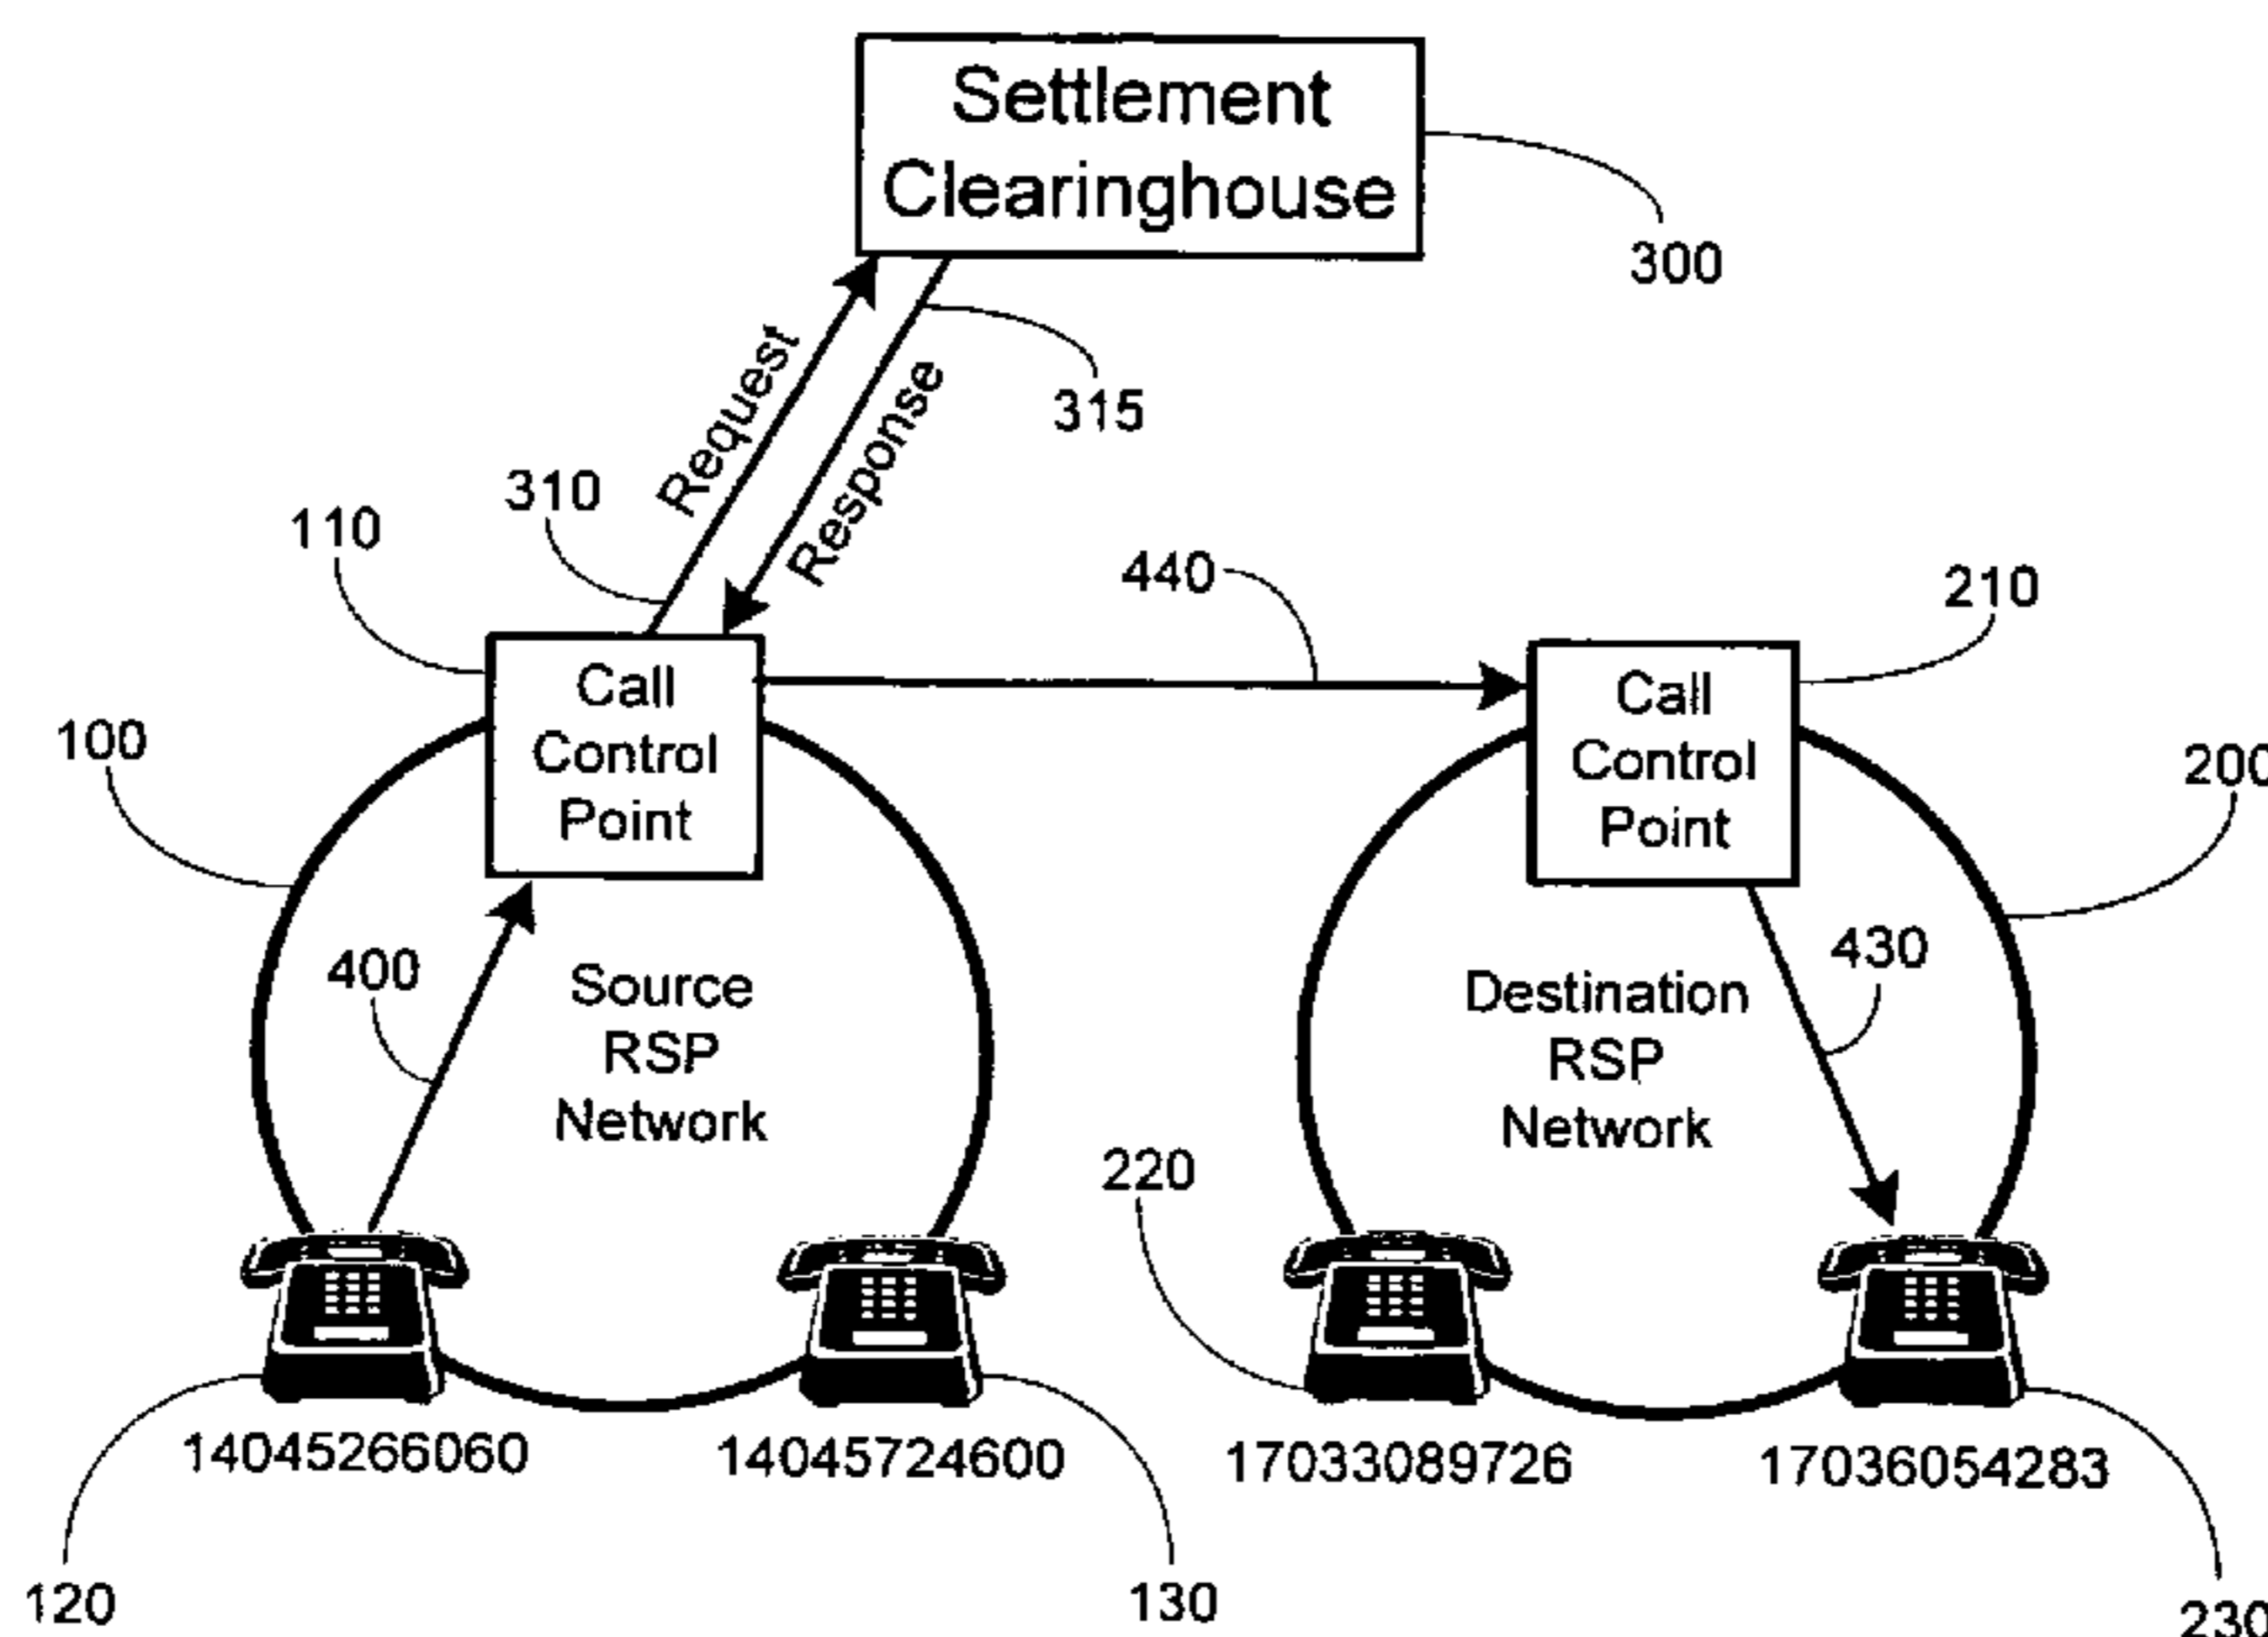 Settlement
Clearinghouse
300
Request
Response
315
310
110
440
210
Call
Control
Point
Call
Control
Point
100
200
400
Source
RSP
Network
Destination
RSP
Network
430
220
14045266060
14045724600
17033089726
17036054283
120
130
230